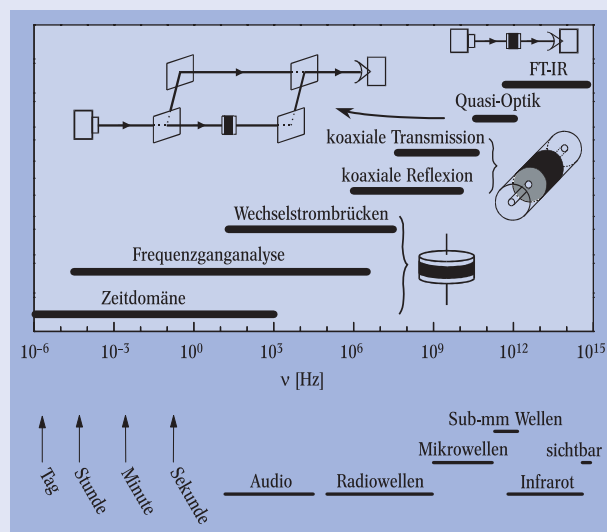 FT-IR
Quasi-Optik
koaxiale Transmission
koaxiale Reflexion
Wechselstrombrücken
Frequenzganganalyse
Zeitdomäne
10⁻⁶ 10⁻³ 10⁰ 10³ 10⁶ 10⁹ 10¹² 10¹⁵
ν [Hz]
Sub-mm Wellen
Mikrowellen sichtbar
Tag Stunde Minute Sekunde Audio Radiowellen Infrarot